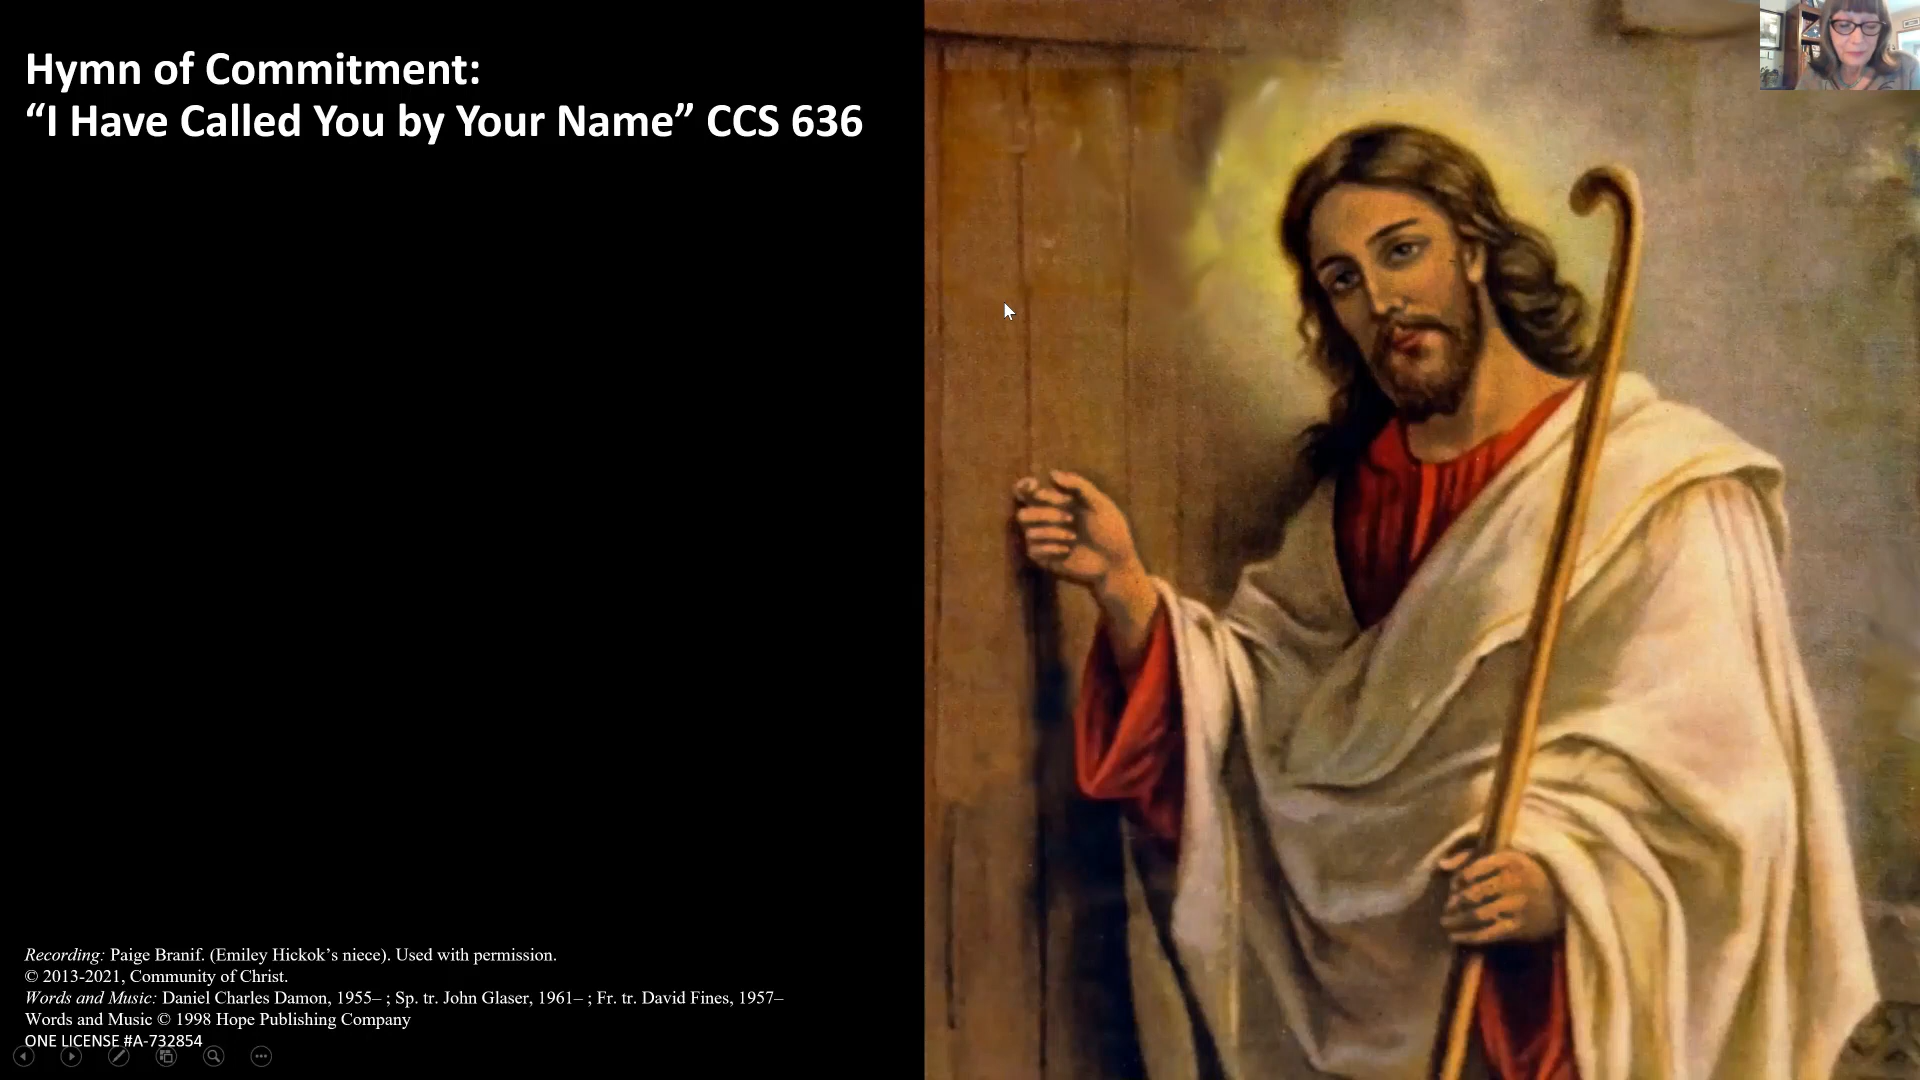 Hymn of Commitment:
“I Have Called You by Your Name” CCS 636
Recording: Paige Branif. (Emiley Hickok’s niece). Used with permission.
© 2013-2021, Community of Christ.
Words and Music: Daniel Charles Damon, 1955– ; Sp. tr. John Glaser, 1961– ; Fr. tr. David Fines, 1957–
Words and Music © 1998 Hope Publishing Company
ONE LICENSE #A-732854